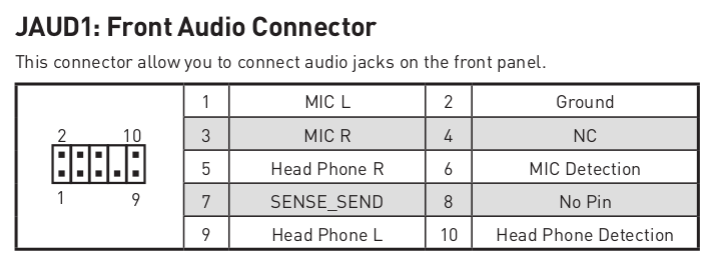 JAUD1: Front Audio Connector
This connector allow you to connect audio jacks on the front panel.
2 10
1 9
1 MIC L 2 Ground
3 MIC R 4 NC
5 Head Phone R 6 MIC Detection
7 SENSE_SEND 8 No Pin
9 Head Phone L 10 Head Phone Detection